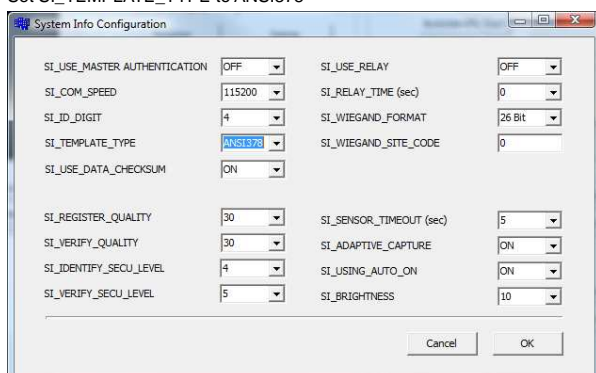 Set SI_TEMPLATE_TYPE to ANSI378
System Info Configuration
SI_USE_MASTER AUTHENTICATION OFF SI_USE_RELAY OFF
SI_COM_SPEED 115200 SI_RELAY_TIME (sec) 0
SI_ID_DIGIT 4 SI_WIEGAND_FORMAT 26 Bit
SI_TEMPLATE_TYPE ANSI378 SI_WIEGAND_SITE_CODE 0
SI_USE_DATA_CHECKSUM ON
SI_REGISTER_QUALITY 30 SI_SENSOR_TIMEOUT (sec) 5
SI_VERIFY_QUALITY 30 SI_ADAPTIVE_CAPTURE ON
SI_IDENTIFY_SECU_LEVEL 4 SI_USING_AUTO_ON ON
SI_VERIFY_SECU_LEVEL 5 SI_BRIGHTNESS 10
Cancel OK